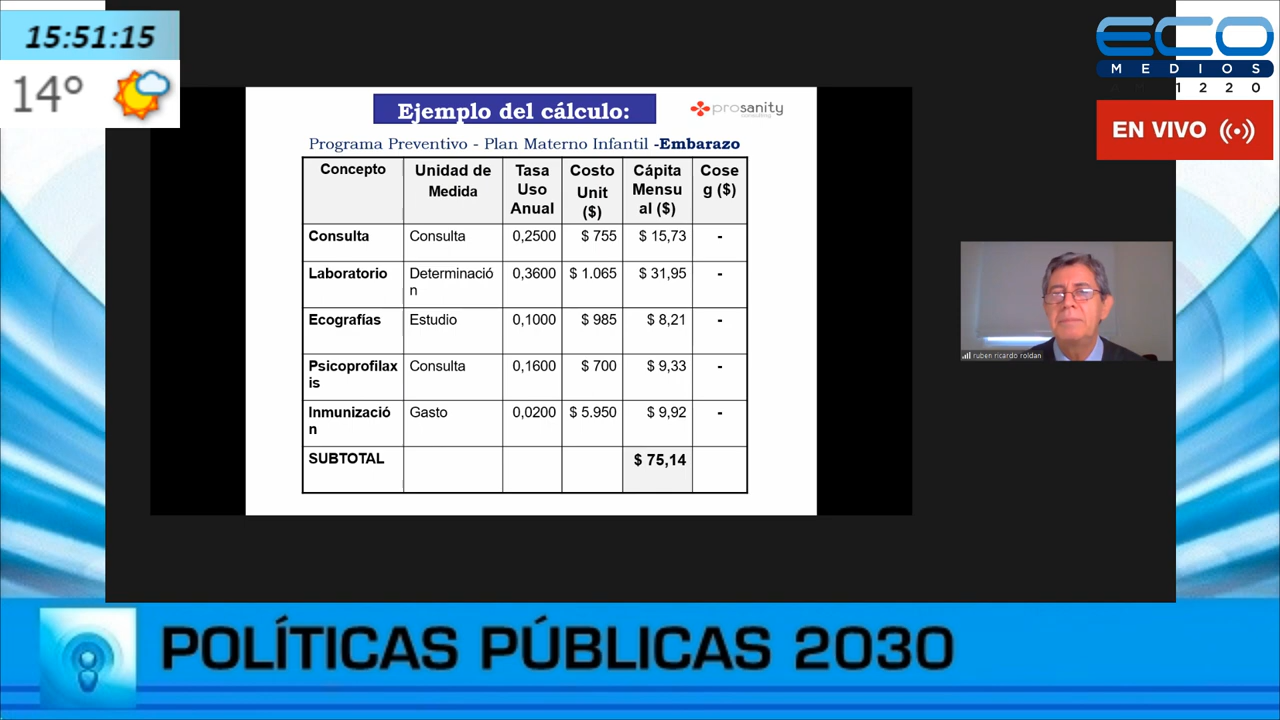 15:51:15
14°
ECO
MEDIOS
AM1220
EN VIVO
Ejemplo del cálculo:
prosanity
consulting
Programa Preventivo - Plan Materno Infantil -Embarazo
Concepto Unidad de Medida Tasa Uso Anual Costo Unit ($) Cápita Mensu al ($) Cose g ($)
Consulta Consulta 0,2500 $ 755 $ 15,73 -
Laboratorio Determinació n 0,3600 $ 1.065 $ 31,95 -
Ecografías Estudio 0,1000 $ 985 $ 8,21 -
Psicoprofilax is Consulta 0,1600 $ 700 $ 9,33 -
Inmunizació n Gasto 0,0200 $ 5.950 $ 9,92 -
SUBTOTAL $ 75,14
ruben ricardo roldan
POLÍTICAS PÚBLICAS 2030